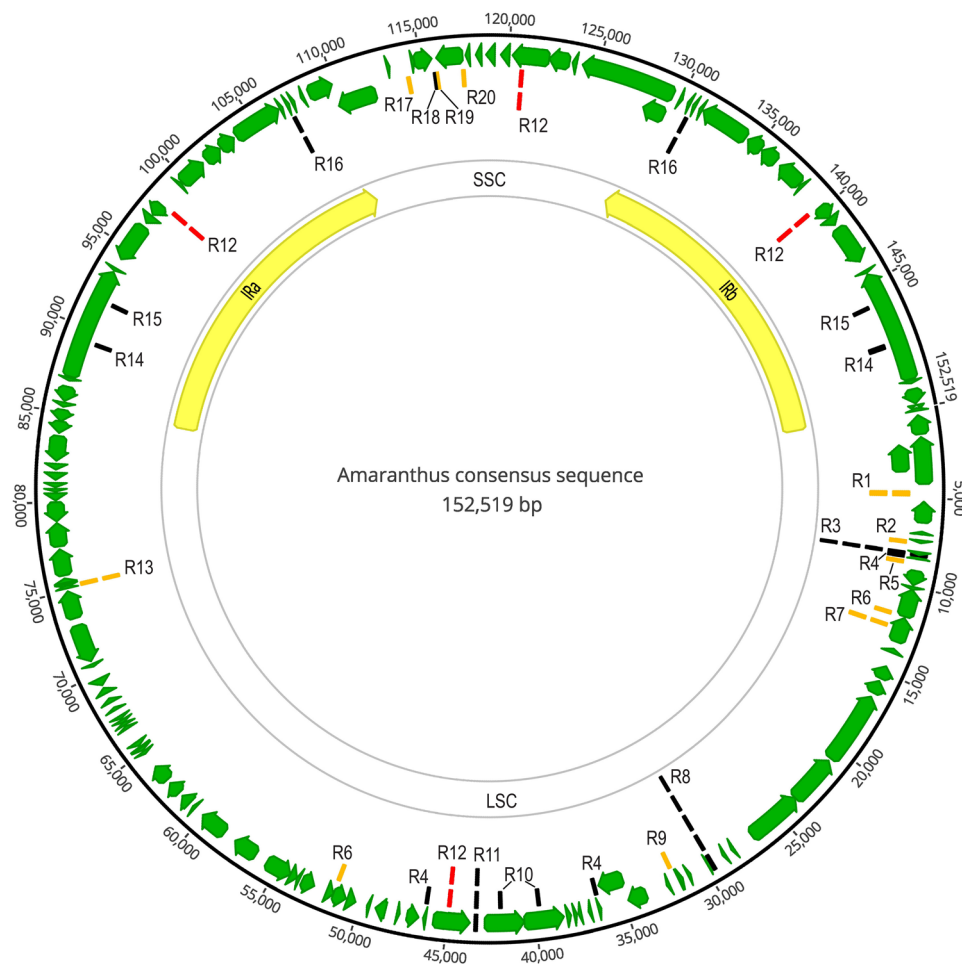 120,000
115,000
125,000
110,000
130,000
105,000
135,000
100,000
140,000
95,000
145,000
90,000
152,519
85,000
80,000
5,000
75,000
10,000
70,000
15,000
65,000
20,000
60,000
25,000
55,000
30,000
50,000
35,000
45,000
40,000
R17
R18
R19
R20
R12
R16
R16
SSC
R12
R12
IRa
IRb
R15
R15
R14
R14
Amaranthus consensus sequence
152,519 bp
R1
R3
R2
R4
R5
R13
R6
R7
R8
LSC
R9
R6
R12
R11
R4
R10
R4